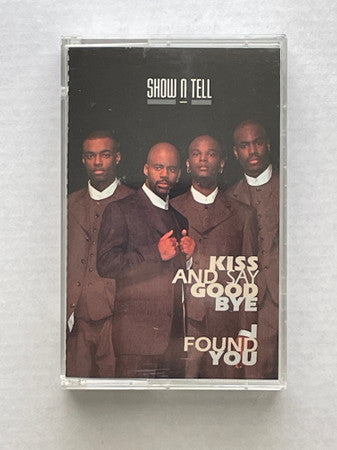 SHOW N TELL
KISS
AND SAY
GOOD
BYE
I
FOUND
YOU